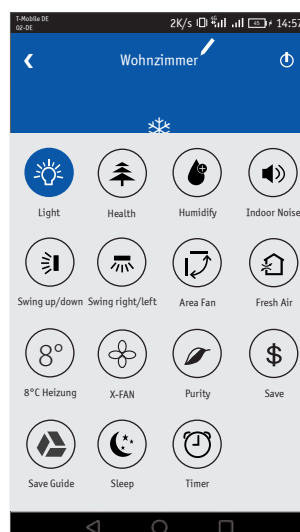 T-Mobile DE
02-DE
2K/s 45 14:57
Wohnzimmer
Light Health Humidify Indoor Noise
Swing up/down Swing right/left Area Fan Fresh Air
8°
$
8°C Heizung X-FAN Purity Save
Save Guide Sleep Timer